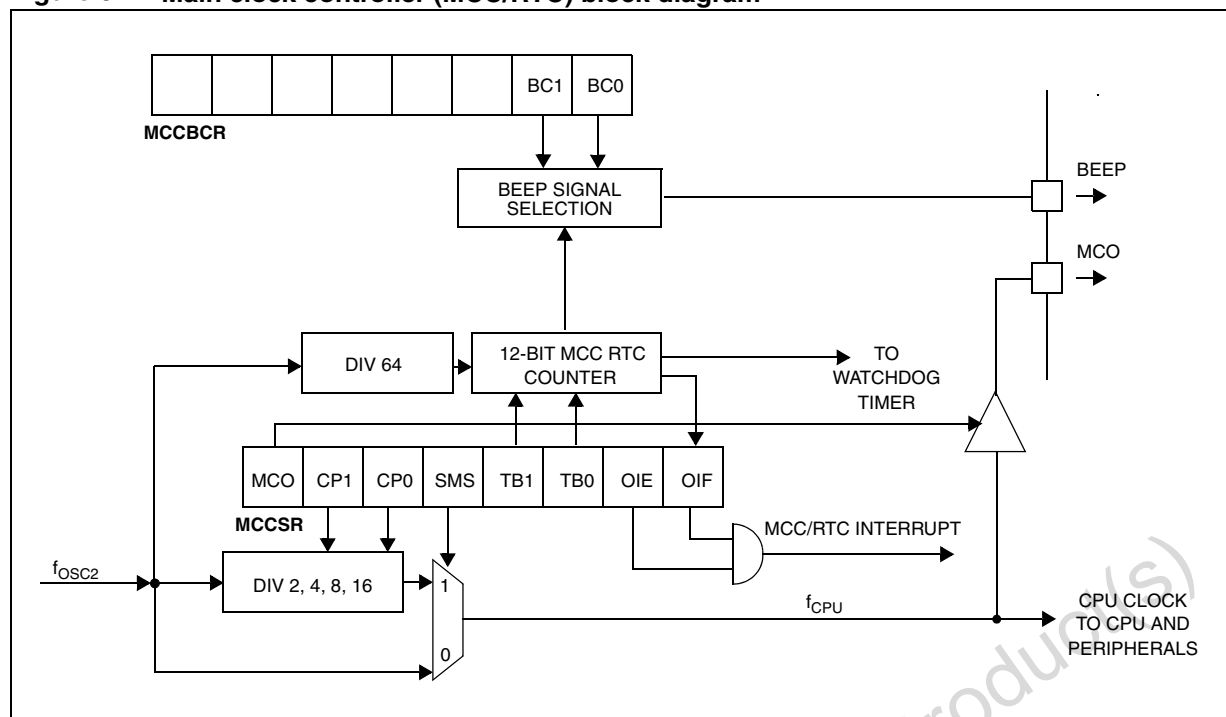 Main clock controller (MCC/RTC) block diagram
BC1 BC0
MCCBCR
BEEP SIGNAL
SELECTION
BEEP
MCO
DIV 64
12-BIT MCC RTC
COUNTER
TO
WATCHDOG
TIMER
MCO CP1 CP0 SMS TB1 TB0 OIE OIF
MCCSR
MCC/RTC INTERRUPT
fOSC2
DIV 2, 4, 8, 16
1
0
fCPU
CPU CLOCK
TO CPU AND
PERIPHERALS
roduct(s)